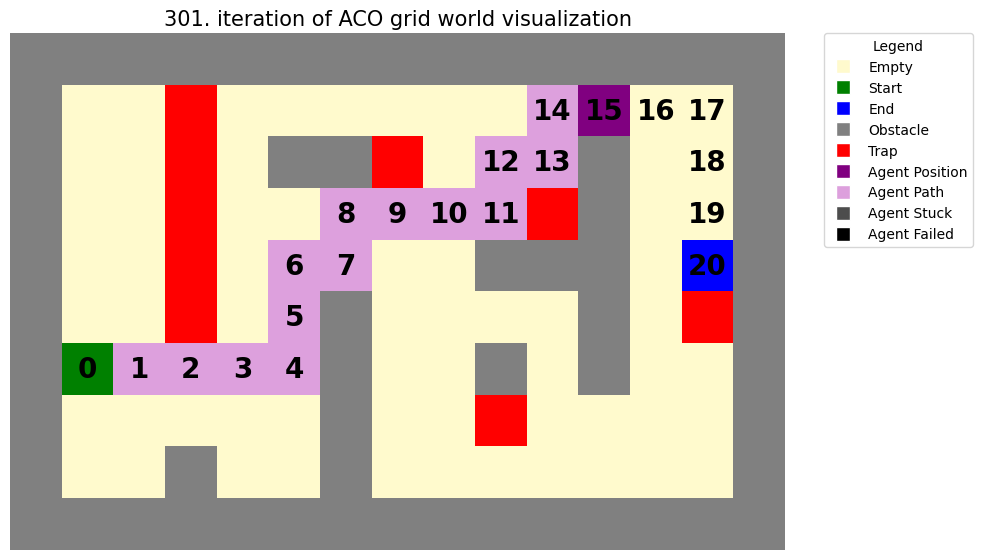 301. iteration of ACO grid world visualization
Legend
Empty
Start
End
Obstacle
Trap
Agent Position
Agent Path
Agent Stuck
Agent Failed
14 15 16 17
12 13 18
8 9 10 11 19
6 7 20
5
0 1 2 3 4